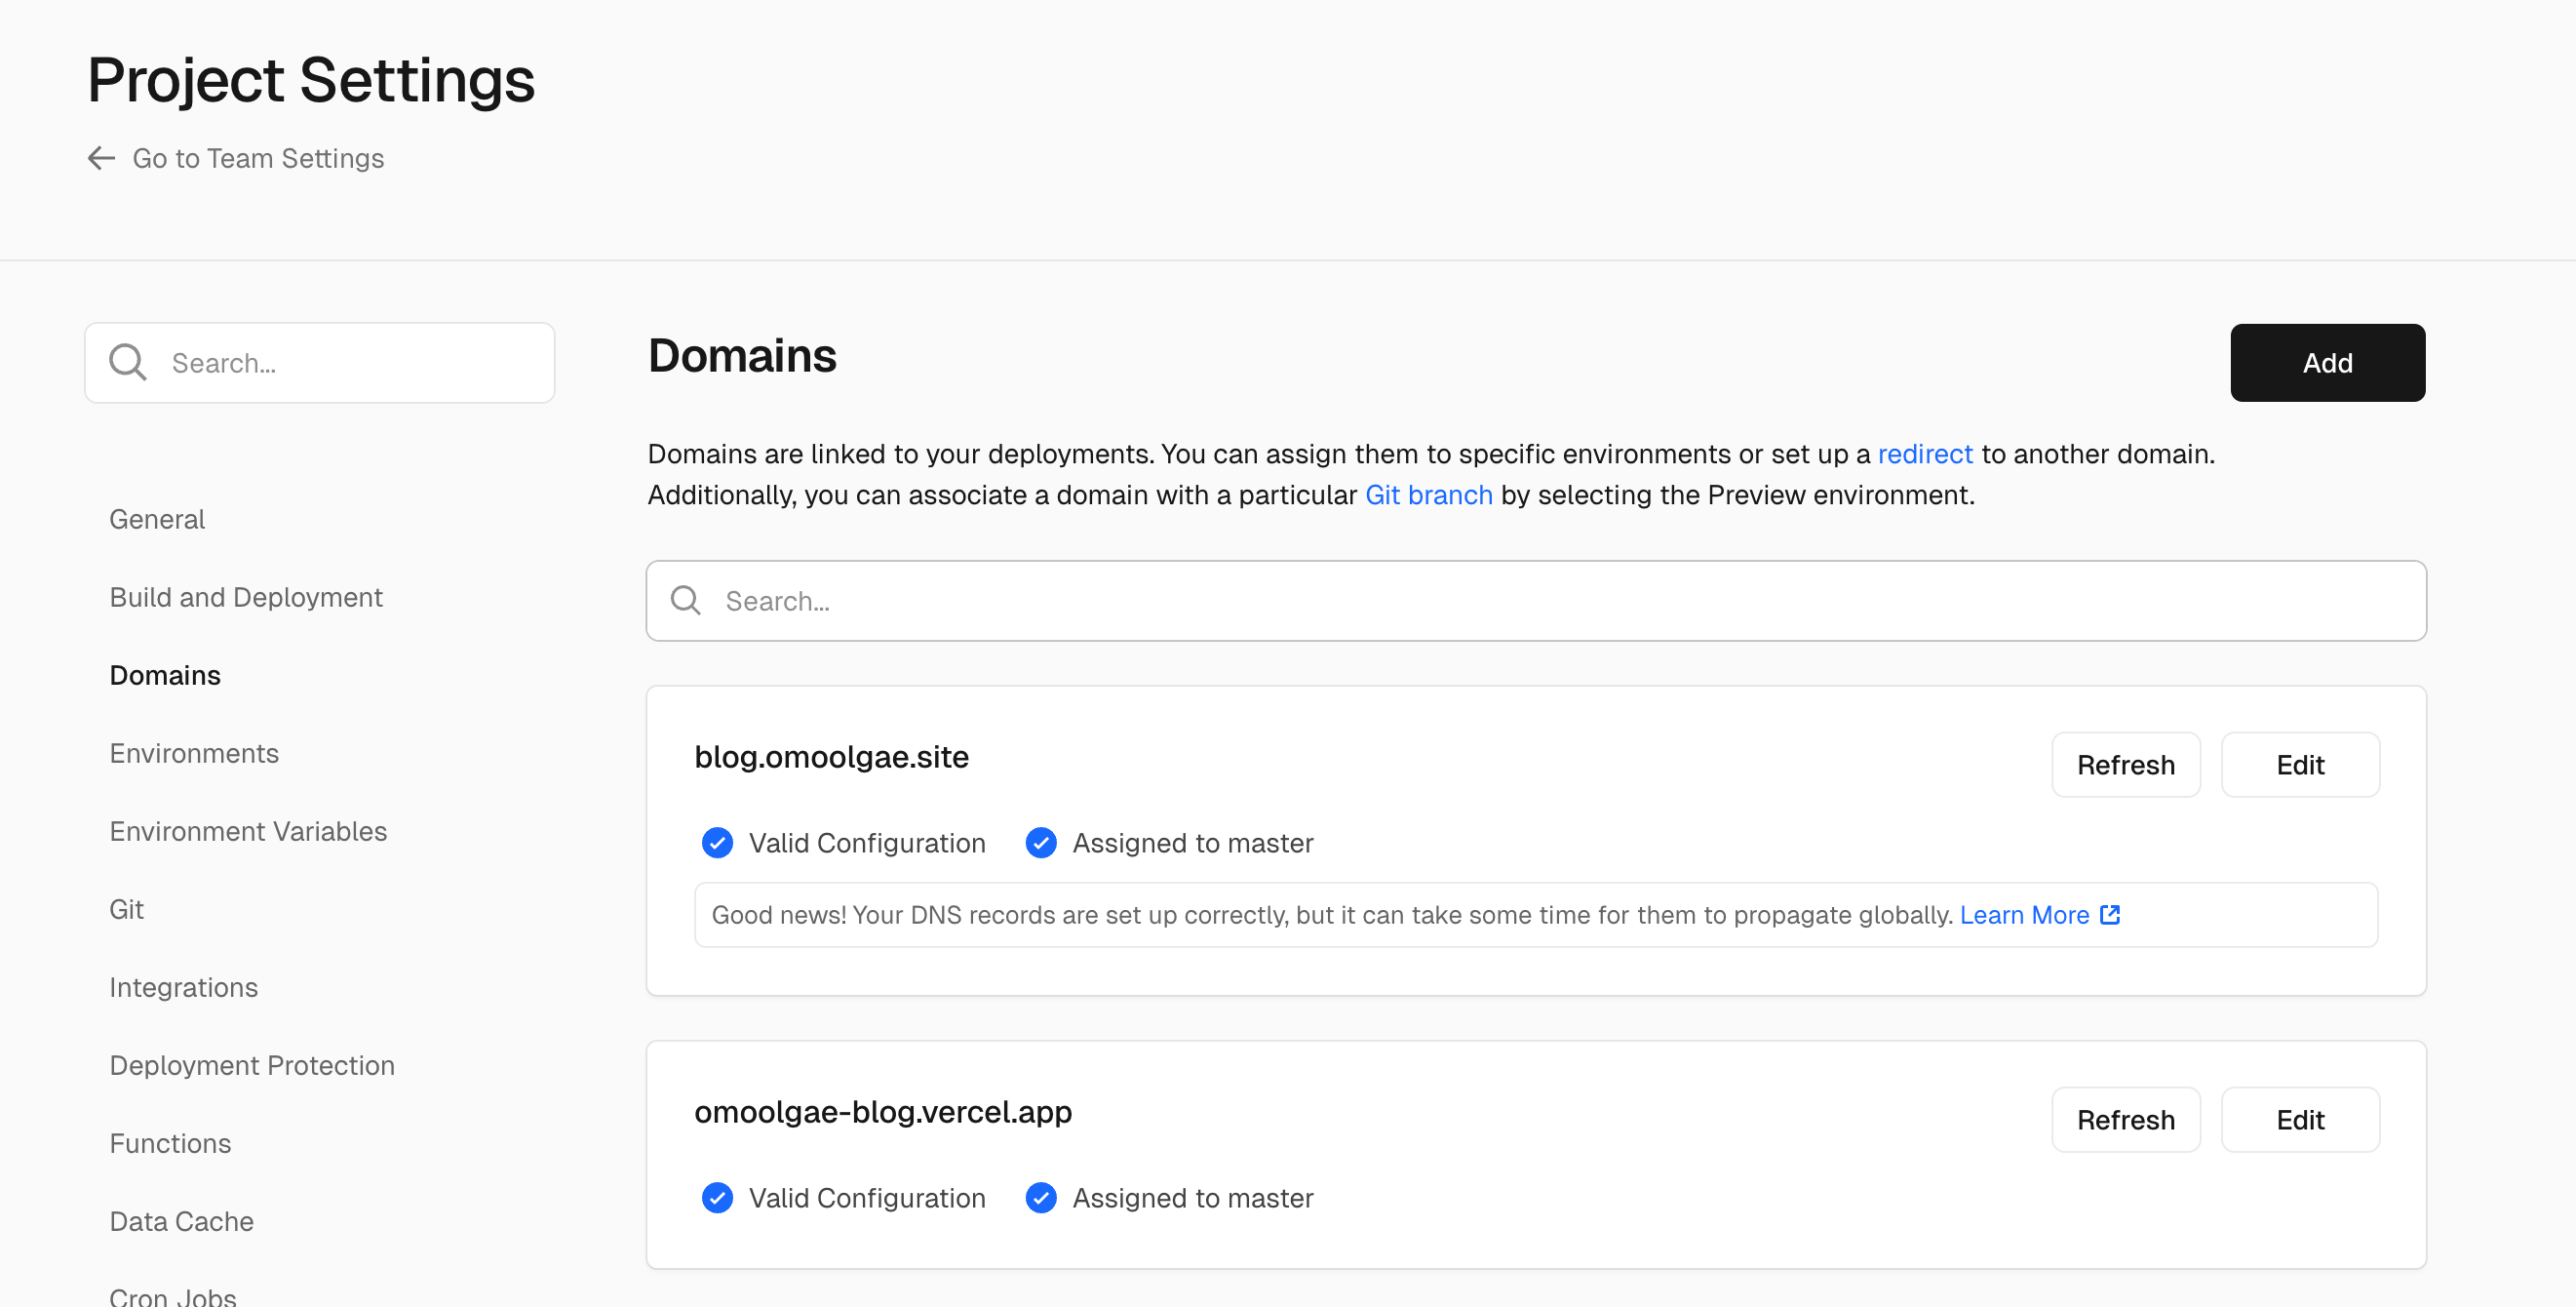 Project Settings
Go to Team Settings
Search...
General
Build and Deployment
Domains
Environments
Environment Variables
Git
Integrations
Deployment Protection
Functions
Data Cache
Cron Jobs
Domains
Add
Domains are linked to your deployments. You can assign them to specific environments or set up a redirect to another domain.
Additionally, you can associate a domain with a particular Git branch by selecting the Preview environment.
Search...
blog.omoolgae.site
Refresh
Edit
Valid Configuration
Assigned to master
Good news! Your DNS records are set up correctly, but it can take some time for them to propagate globally. Learn More
omoolgae-blog.vercel.app
Refresh
Edit
Valid Configuration
Assigned to master